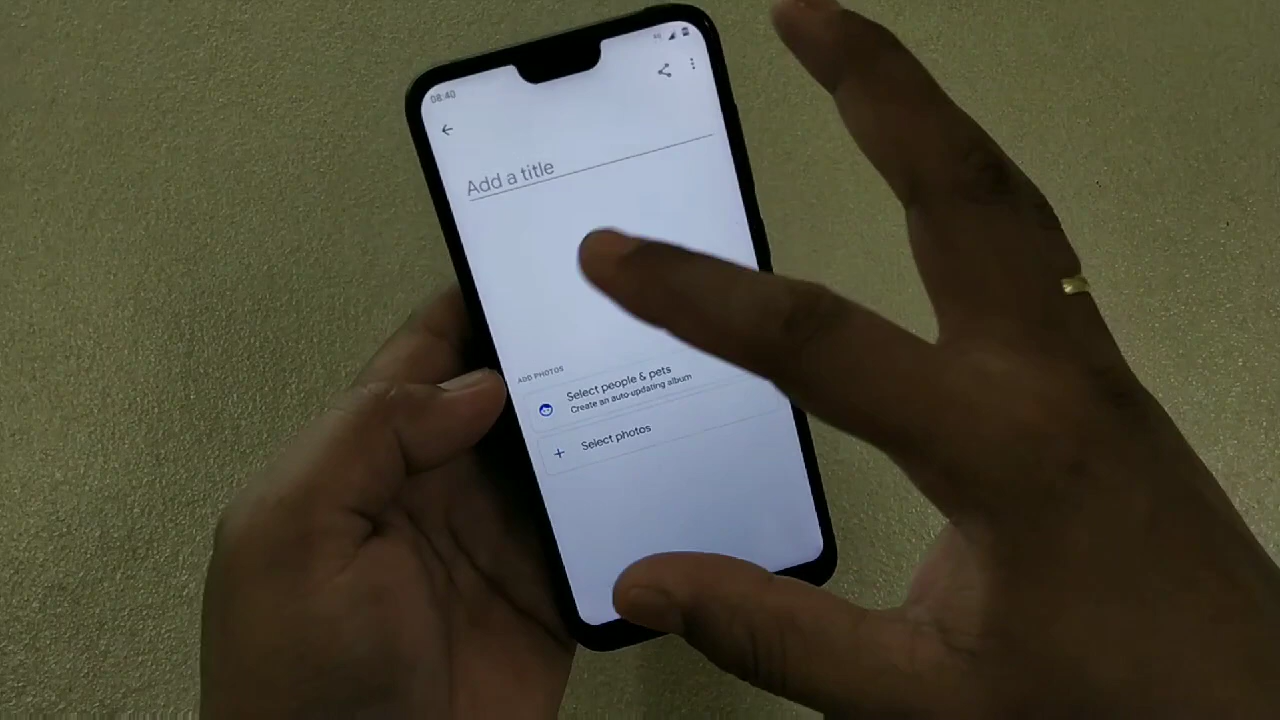 08:40
Add a title
ADD PHOTOS
Select people & pets
Create an auto-updating album
Select photos